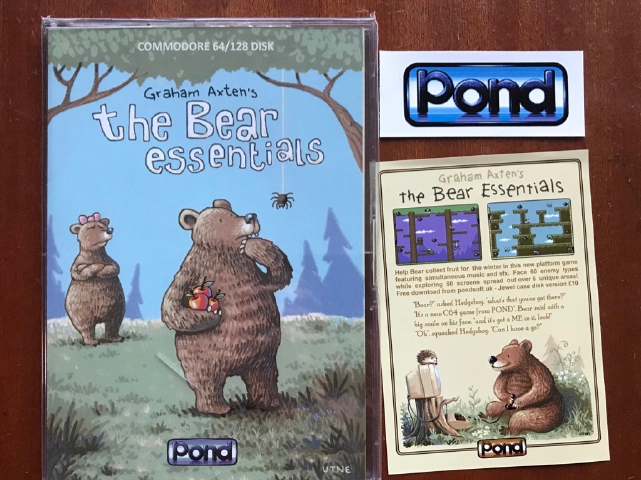 COMMODORE 64/128 DISK
Graham Axten's
the Bear
essentials
Pond
UTNE
Pond
Graham Axten's
the Bear Essentials
Help Bear collect fruit for the winter in this new platform game
featuring simultaneous music and sfx. Face 60 enemy types
while exploring 50 screens spread out over 6 unique areas!
Free download from pondsoft.uk - Jewel case disk version £10
"Bear?" asked Hedgehog, "what's that you've got there?"
"It's a new C64 game from POND", Bear said with a
big smile on his face, "and it's got a ME in it, look!"
"Oh", squeaked Hedgehog. "Can I have a go?"
Pond